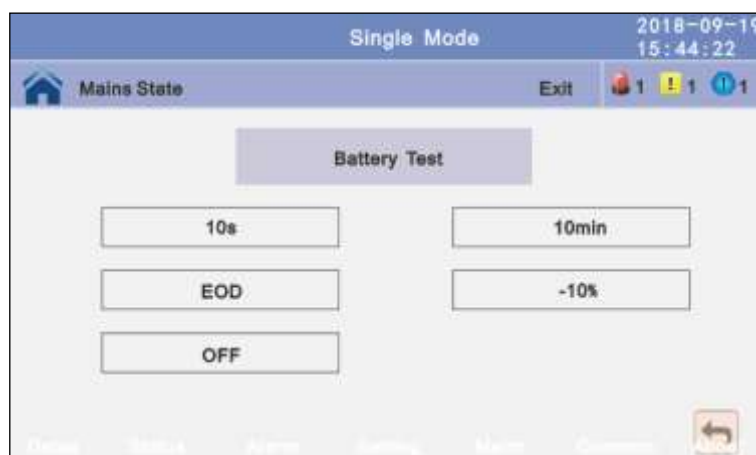 Single Mode
2018-09-19
15:44:22
Mains State
Exit
1
! 1
1
Battery Test
10s
10min
EOD
-10%
OFF